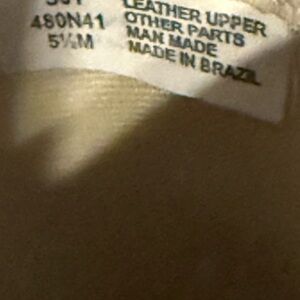 LEATHER UPPER
480N41 OTHER PARTS
5½M MAN MADE
MADE IN BRAZIL